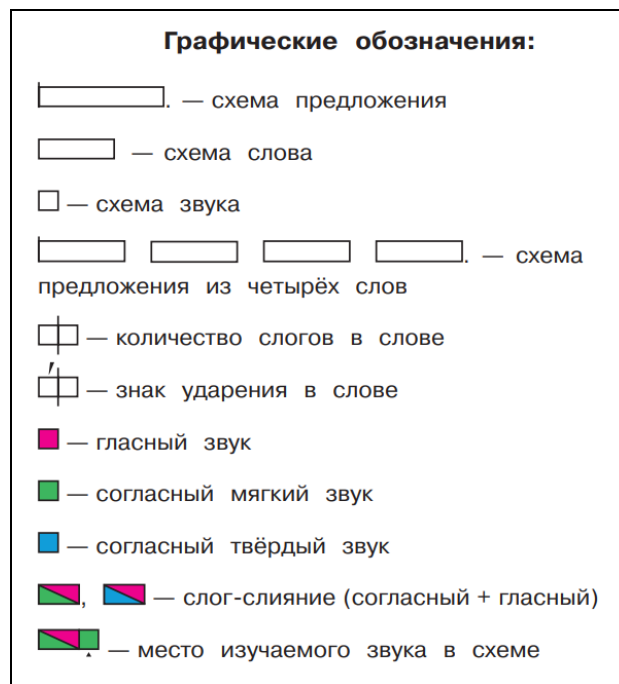 Графические обозначения:
. — схема предложения
— схема слова
— схема звука
. — схема
предложения из четырёх слов
— количество слогов в слове
— знак ударения в слове
— гласный звук
— согласный мягкий звук
— согласный твёрдый звук
, — слог-слияние (согласный + гласный)
— место изучаемого звука в схеме